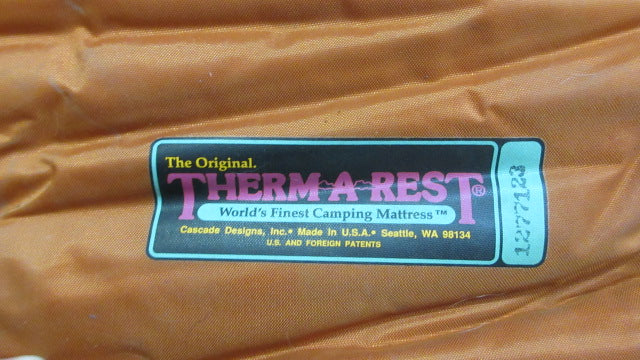 The Original.
THERM-A-REST®
World's Finest Camping Mattress™
Cascade Designs, Inc.• Made In U.S.A.• Seattle, WA 98134
U.S. AND FOREIGN PATENTS
1277123